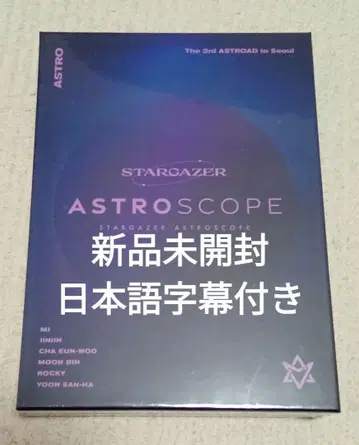 ASTRO
The 3rd ASTROAD to Seoul
STARGAZER
ASTROSCOPE
STARGAZER ASTROSCOPE
新品未開封
日本語字幕付き
MJ
JINJIN
CHA EUN-WOO
MOON BIN
ROCKY
YOON SAN-HA